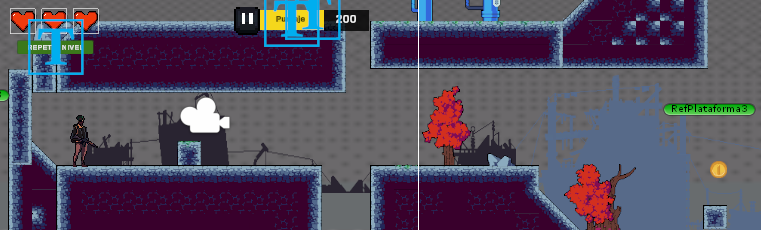 Puntaje 200
REPETIR NIVEL
RefPlataforma3